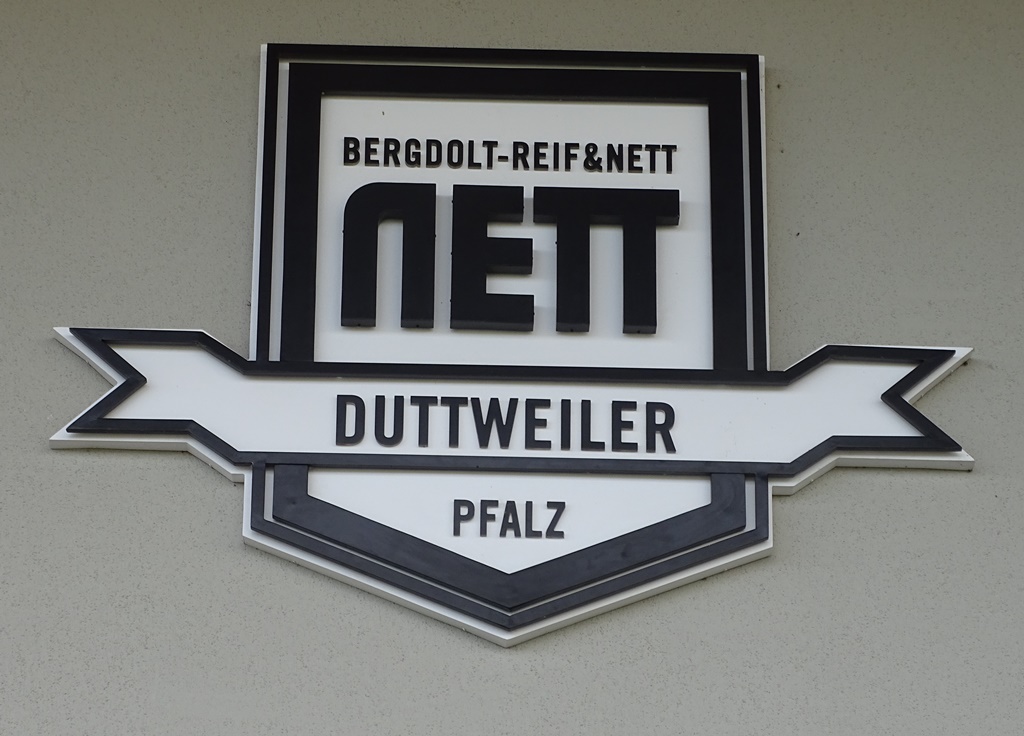 BERGDOLT-REIF&NETT
NETT
DUTTWEILER
PFALZ